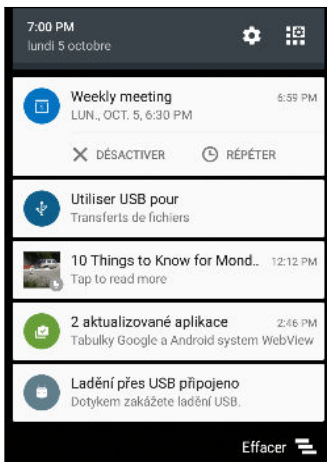 7:00 PM
lundi 5 octobre
Weekly meeting 6:59 PM
LUN., OCT. 5, 6:30 PM
DÉSACTIVER RÉPÉTER
Utiliser USB pour
Transferts de fichiers
10 Things to Know for Mond.. 12:12 PM
Tap to read more
2 aktualizované aplikace 2:46 PM
Tabulky Google a Android system WebView
Ladění přes USB připojeno
Dotykem zakážete ladění USB.
Effacer